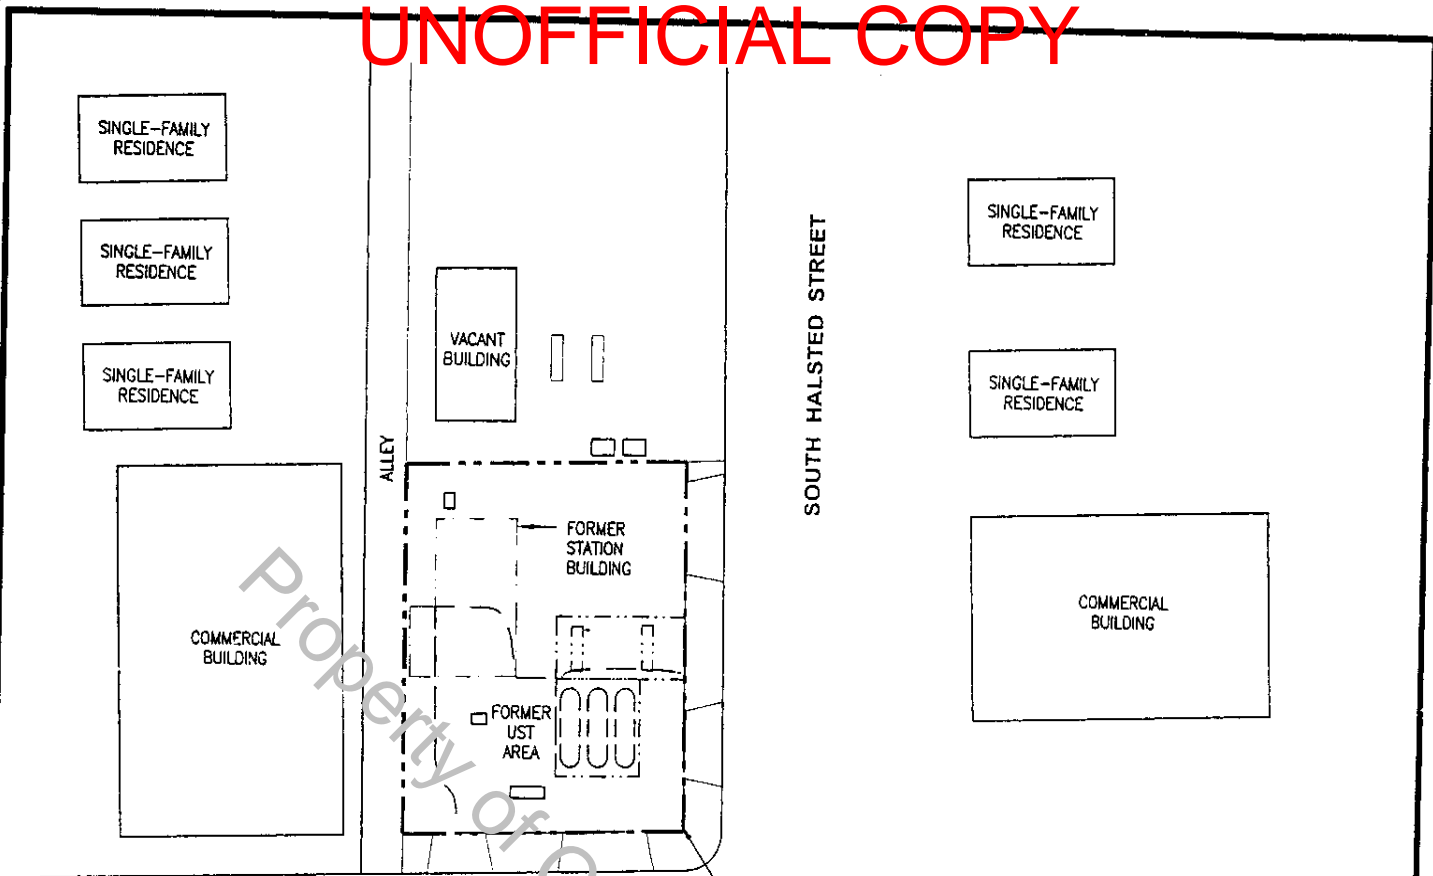 UNOFFICIAL COPY
SINGLE-FAMILY
RESIDENCE
SINGLE-FAMILY
RESIDENCE
SINGLE-FAMILY
RESIDENCE
COMMERCIAL
BUILDING
ALLEY
VACANT
BUILDING
FORMER
STATION
BUILDING
FORMER
UST
AREA
SOUTH HALSTED STREET
SINGLE-FAMILY
RESIDENCE
SINGLE-FAMILY
RESIDENCE
COMMERCIAL
BUILDING
Property of